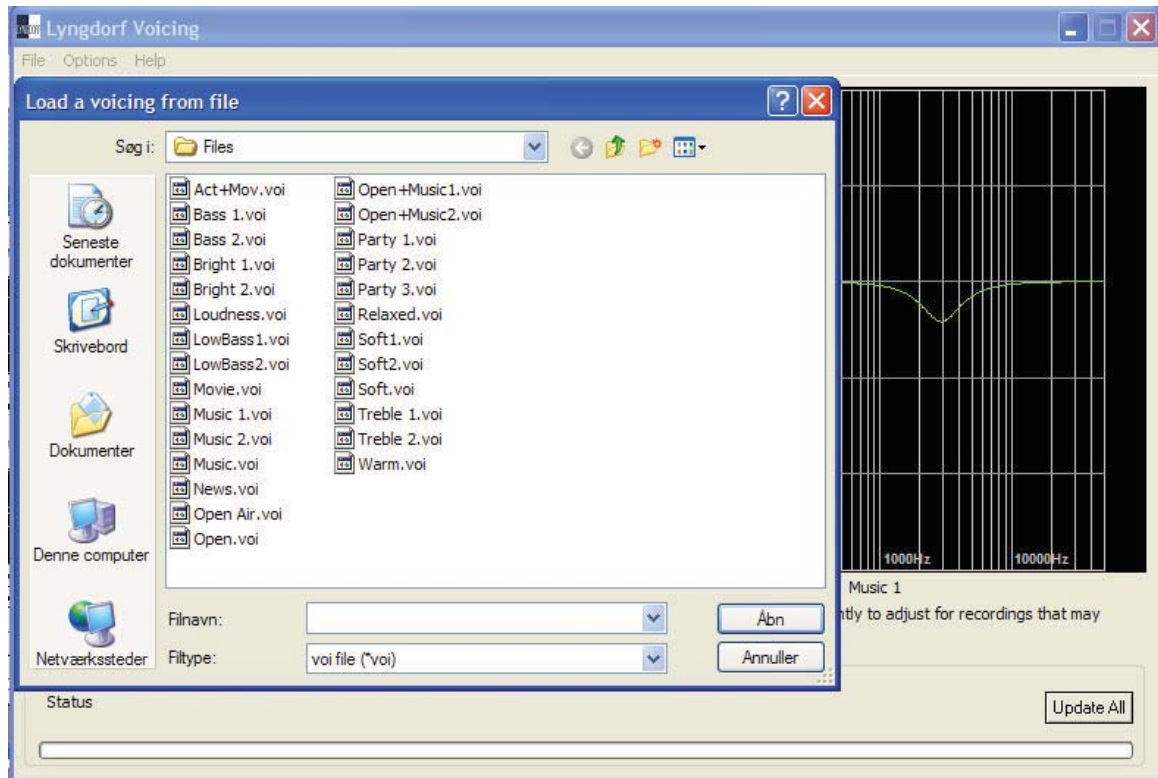 Lyngdorf Voicing
File Options Help
Load a voicing from file
Søg i: Files
Seneste dokumenter
Skrivebord
Dokumenter
Denne computer
Netværkssteder
Act+Mov.voi
Bass 1.voi
Bass 2.voi
Bright 1.voi
Bright 2.voi
Loudness.voi
LowBass1.voi
LowBass2.voi
Movie.voi
Music 1.voi
Music 2.voi
Music.voi
News.voi
Open Air.voi
Open.voi
Open+Music1.voi
Open+Music2.voi
Party 1.voi
Party 2.voi
Party 3.voi
Relaxed.voi
Soft1.voi
Soft2.voi
Soft.voi
Treble 1.voi
Treble 2.voi
Warm.voi
Filnavn:
Åbn
Filtype: voi file (*voi)
Annuller
1000Hz 10000Hz
Music 1
to adjust for recordings that may
Status
Update All